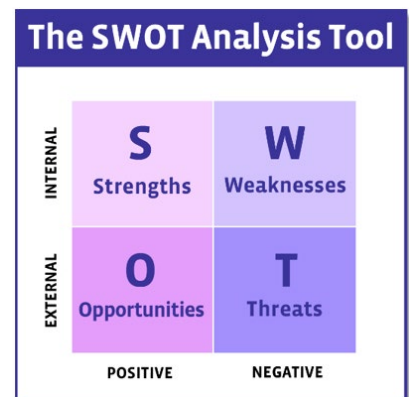 The SWOT Analysis Tool
INTERNAL
S
Strengths
W
Weaknesses
EXTERNAL
O
Opportunities
T
Threats
POSITIVE
NEGATIVE